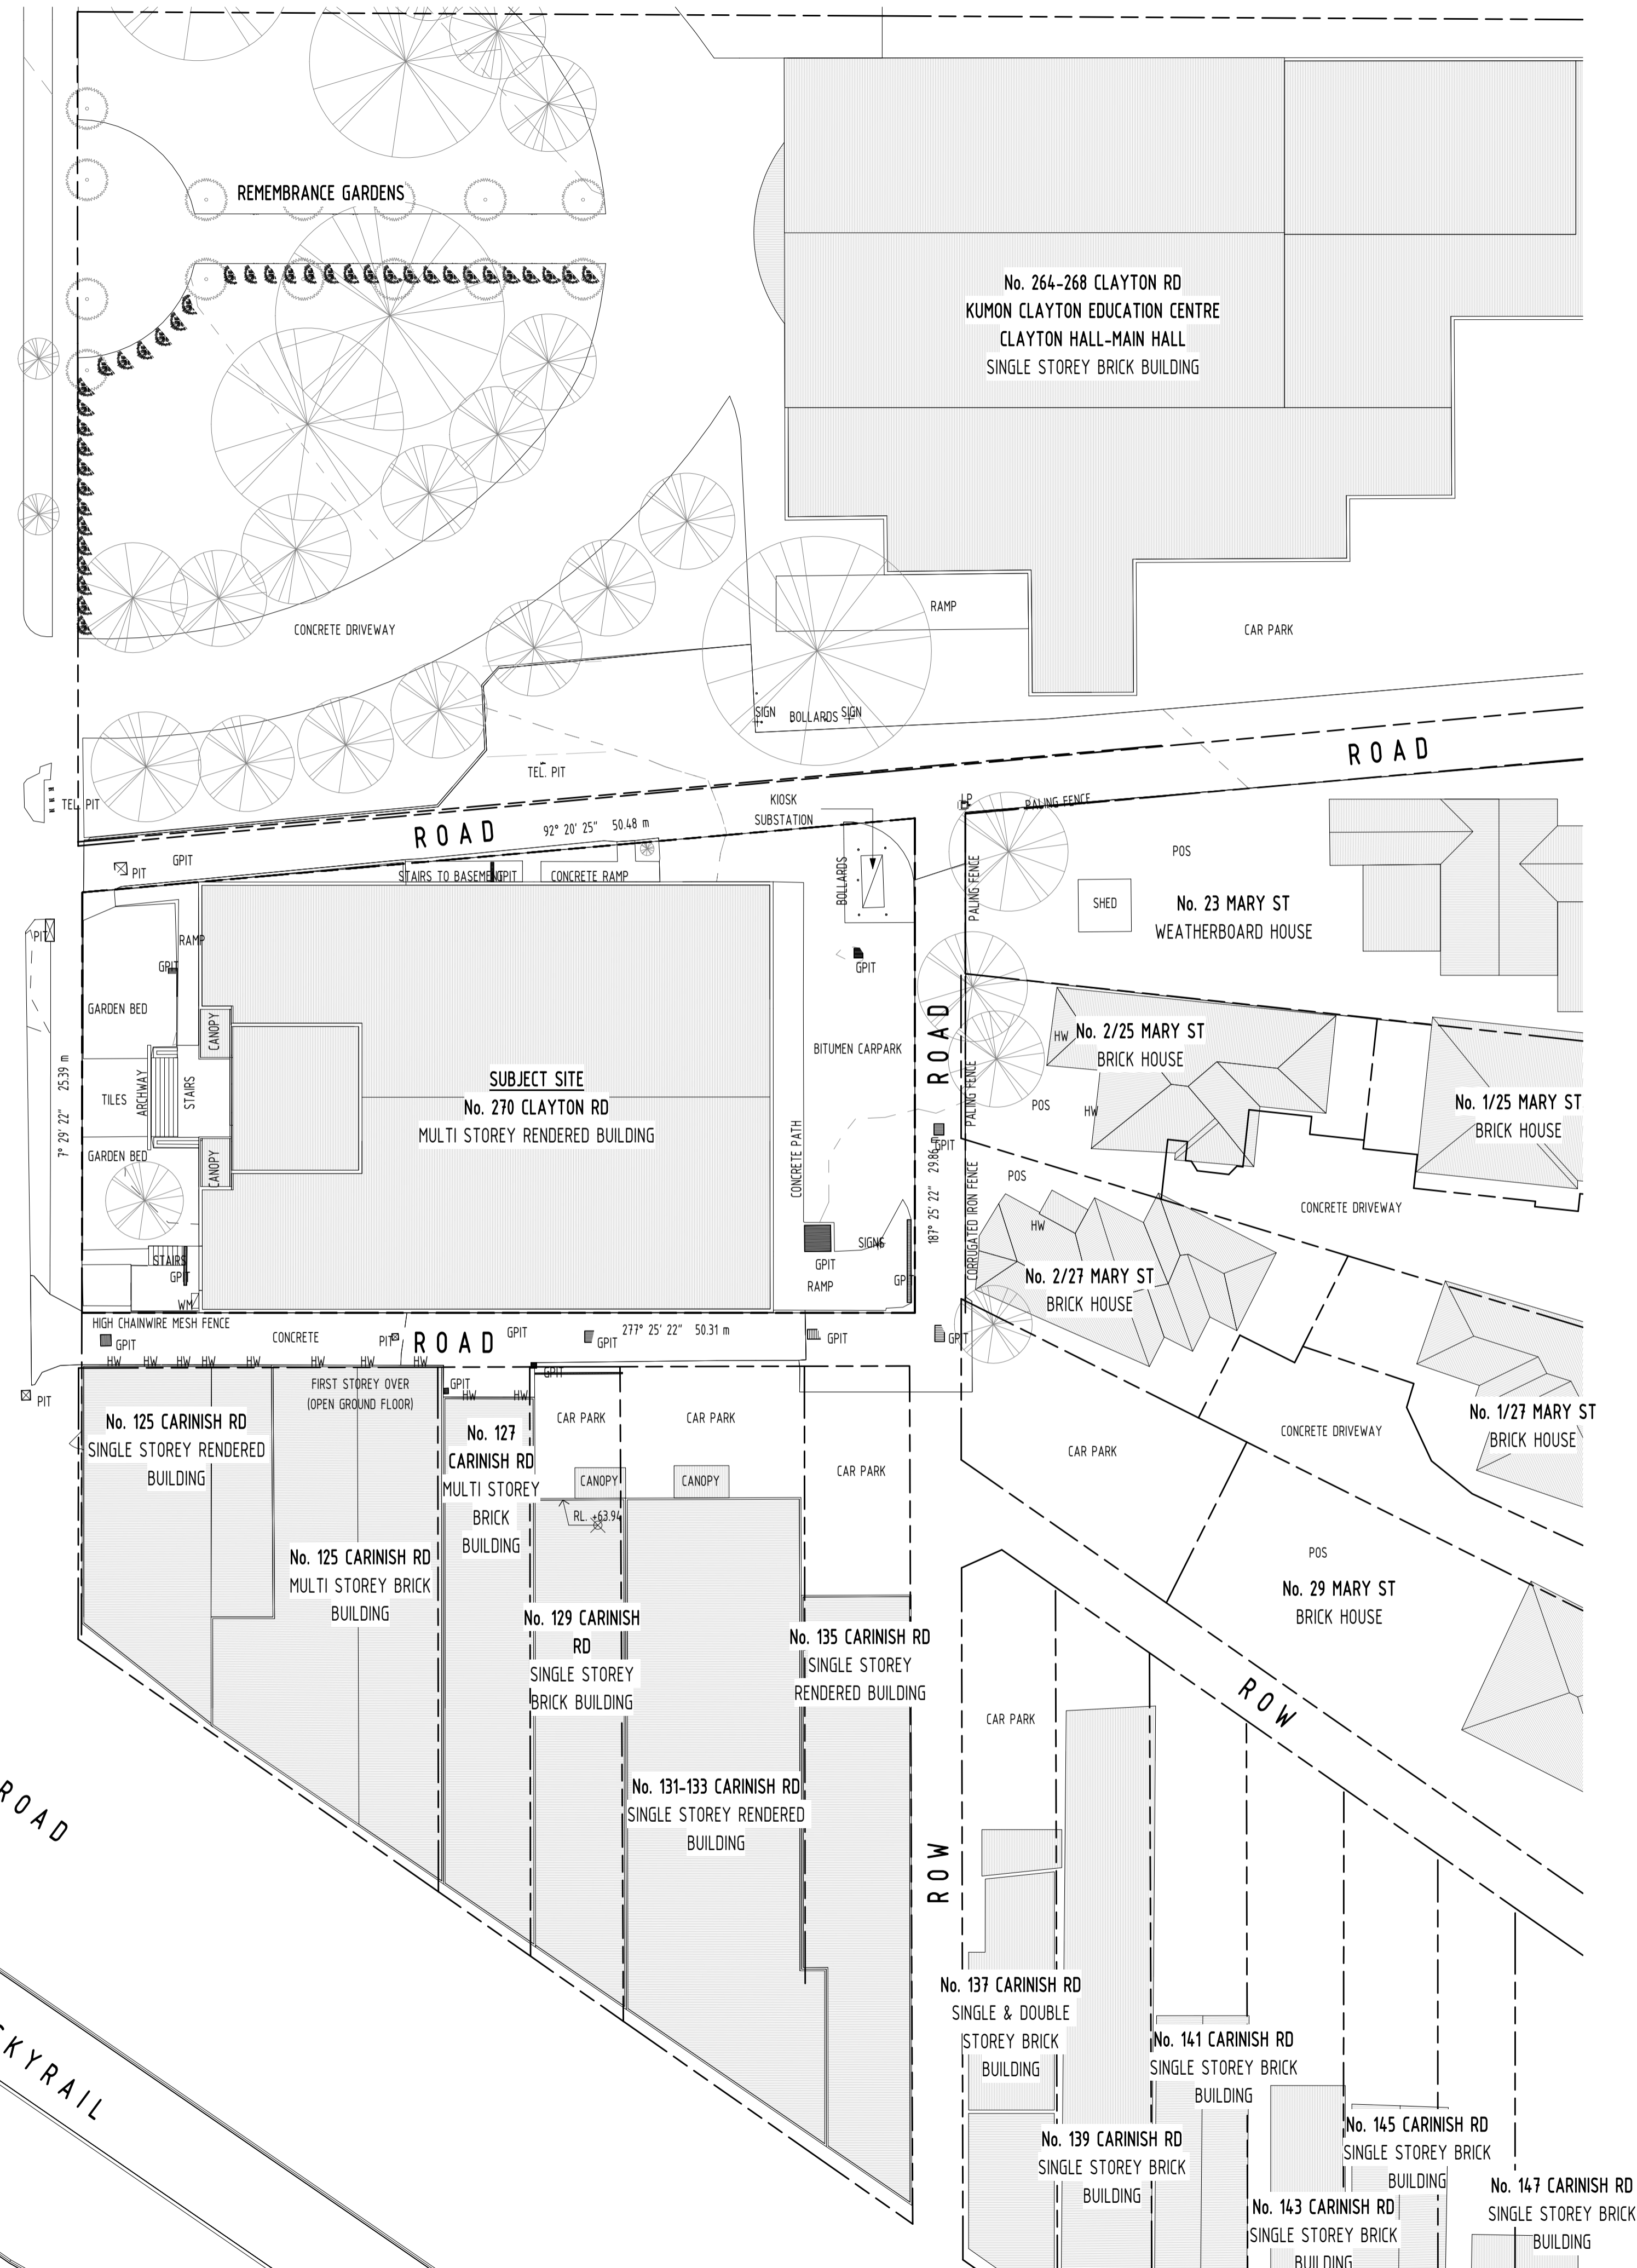 REMEMBRANCE GARDENS
No. 264-268 CLAYTON RD
KUMON CLAYTON EDUCATION CENTRE
CLAYTON HALL-MAIN HALL
SINGLE STOREY BRICK BUILDING
RAMP
CONCRETE DRIVEWAY
CAR PARK
SIGN
BOLLARDS
SIGN
ROAD
TEL. PIT
TEL. PIT
KIOSK
SUBSTATION
LP
PALING FENCE
ROAD
92° 20' 25" 50.48 m
GPIT
PIT
STAIRS TO BASEMENT
GPIT
CONCRETE RAMP
BOLLARDS
PALING FENCE
POS
SHED
No. 23 MARY ST
WEATHERBOARD HOUSE
PIT
RAMP
GPIT
GPIT
GARDEN BED
CANOPY
BITUMEN CARPARK
ROAD
HW
No. 2/25 MARY ST
BRICK HOUSE
7° 29' 22" 25.39 m
TILES
ARCHWAY
STAIRS
SUBJECT SITE
No. 270 CLAYTON RD
MULTI STOREY RENDERED BUILDING
PALING FENCE
POS
HW
No. 1/25 MARY ST
BRICK HOUSE
GARDEN BED
CANOPY
CONCRETE PATH
GPIT
187° 25' 22" 29.86 m
CORRUGATED IRON FENCE
POS
CONCRETE DRIVEWAY
HW
STAIRS
GPIT
WM
SIGNS
GPIT
RAMP
GPIT
No. 2/27 MARY ST
BRICK HOUSE
HIGH CHAINWIRE MESH FENCE
GPIT
CONCRETE
PIT
ROAD
GPIT
GPIT
277° 25' 22" 50.31 m
GPIT
GPIT
HW
HW
HW
HW
HW
HW
HW
HW
PIT
FIRST STOREY OVER
(OPEN GROUND FLOOR)
GPIT
HW
HW
GPIT
No. 125 CARINISH RD
SINGLE STOREY RENDERED
BUILDING
No. 127
CARINISH RD
MULTI STOREY
BRICK
BUILDING
CAR PARK
CAR PARK
CAR PARK
CANOPY
CANOPY
RL. +63.94
CAR PARK
CONCRETE DRIVEWAY
No. 1/27 MARY ST
BRICK HOUSE
No. 125 CARINISH RD
MULTI STOREY BRICK
BUILDING
POS
No. 29 MARY ST
BRICK HOUSE
No. 129 CARINISH
RD
SINGLE STOREY
BRICK BUILDING
No. 135 CARINISH RD
SINGLE STOREY
RENDERED BUILDING
ROW
CAR PARK
No. 131-133 CARINISH RD
SINGLE STOREY RENDERED
BUILDING
ROAD
ROW
No. 137 CARINISH RD
SINGLE & DOUBLE
STOREY BRICK
BUILDING
No. 141 CARINISH RD
SINGLE STOREY BRICK
BUILDING
SKYRAIL
No. 139 CARINISH RD
SINGLE STOREY BRICK
BUILDING
No. 145 CARINISH RD
SINGLE STOREY BRICK
BUILDING
No. 143 CARINISH RD
SINGLE STOREY BRICK
BUILDING
No. 147 CARINISH RD
SINGLE STOREY BRICK
BUILDING